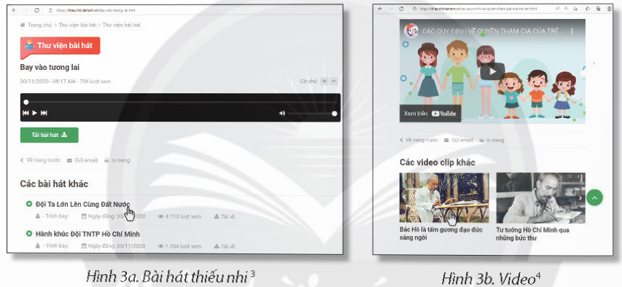 Trang chủ > Thư viện bài hát > Thư viện bài hát
Thư viện bài hát
Bay vào tương lai
30/11/2020 - 08:17 AM - 754 lượt xem
Cỡ chữ
Tải bài hát
Về trang trước Gửi email In trang
Các bài hát khác
Đội Ta Lớn Lên Cùng Đất Nước
- Trình bày: Ngày đăng: 30/11/2020 4.713 lượt xem Tải về
Hành khúc Đội TNTP Hồ Chí Minh
- Trình bày: Ngày đăng: 30/11/2020 1.334 lượt xem Tải về
Hình 3a. Bài hát thiếu nhi 3
CÁC QUY ĐỊNH VỀ QUYỀN THAM GIA CỦA TRẺ...
Xem trên YouTube
Về trang trước Gửi email In trang
Các video clip khác
Bác Hồ là tấm gương đạo đức sáng ngời
Tư tưởng Hồ Chí Minh qua những bức thư
Hình 3b. Video4